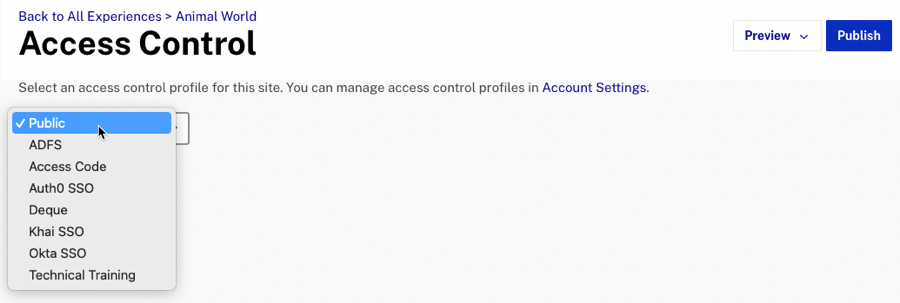 Back to All Experiences > Animal World
Access Control
Preview
Publish
Select an access control profile for this site. You can manage access control profiles in Account Settings.
✓ Public
ADFS
Access Code
Auth0 SSO
Deque
Khai SSO
Okta SSO
Technical Training